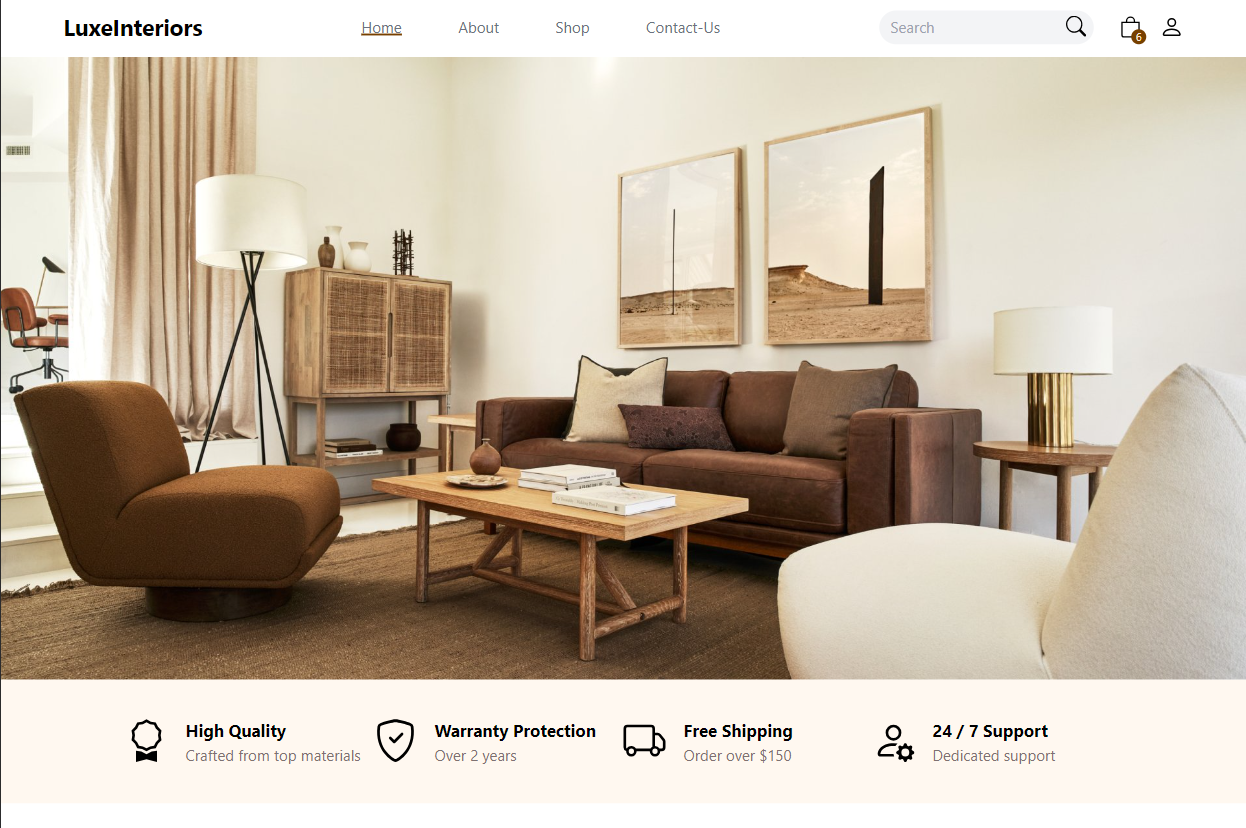 LuxeInteriors
Home About Shop Contact-Us
Search
6
High Quality
Crafted from top materials
Warranty Protection
Over 2 years
Free Shipping
Order over $150
24 / 7 Support
Dedicated support